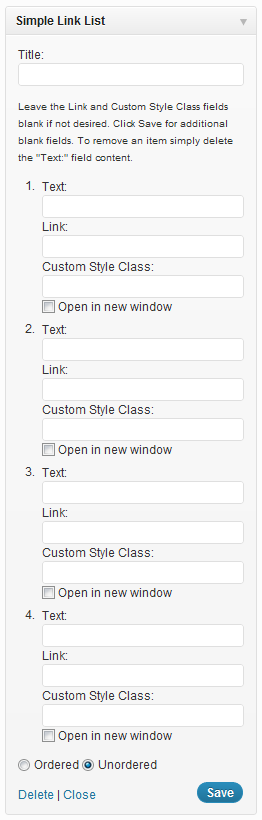 Simple Link List
Title:
Leave the Link and Custom Style Class fields
blank if not desired. Click Save for additional
blank fields. To remove an item simply delete
the "Text:" field content.
1. Text:
Link:
Custom Style Class:
Open in new window
2. Text:
Link:
Custom Style Class:
Open in new window
3. Text:
Link:
Custom Style Class:
Open in new window
4. Text:
Link:
Custom Style Class:
Open in new window
Ordered Unordered
Delete | Close Save